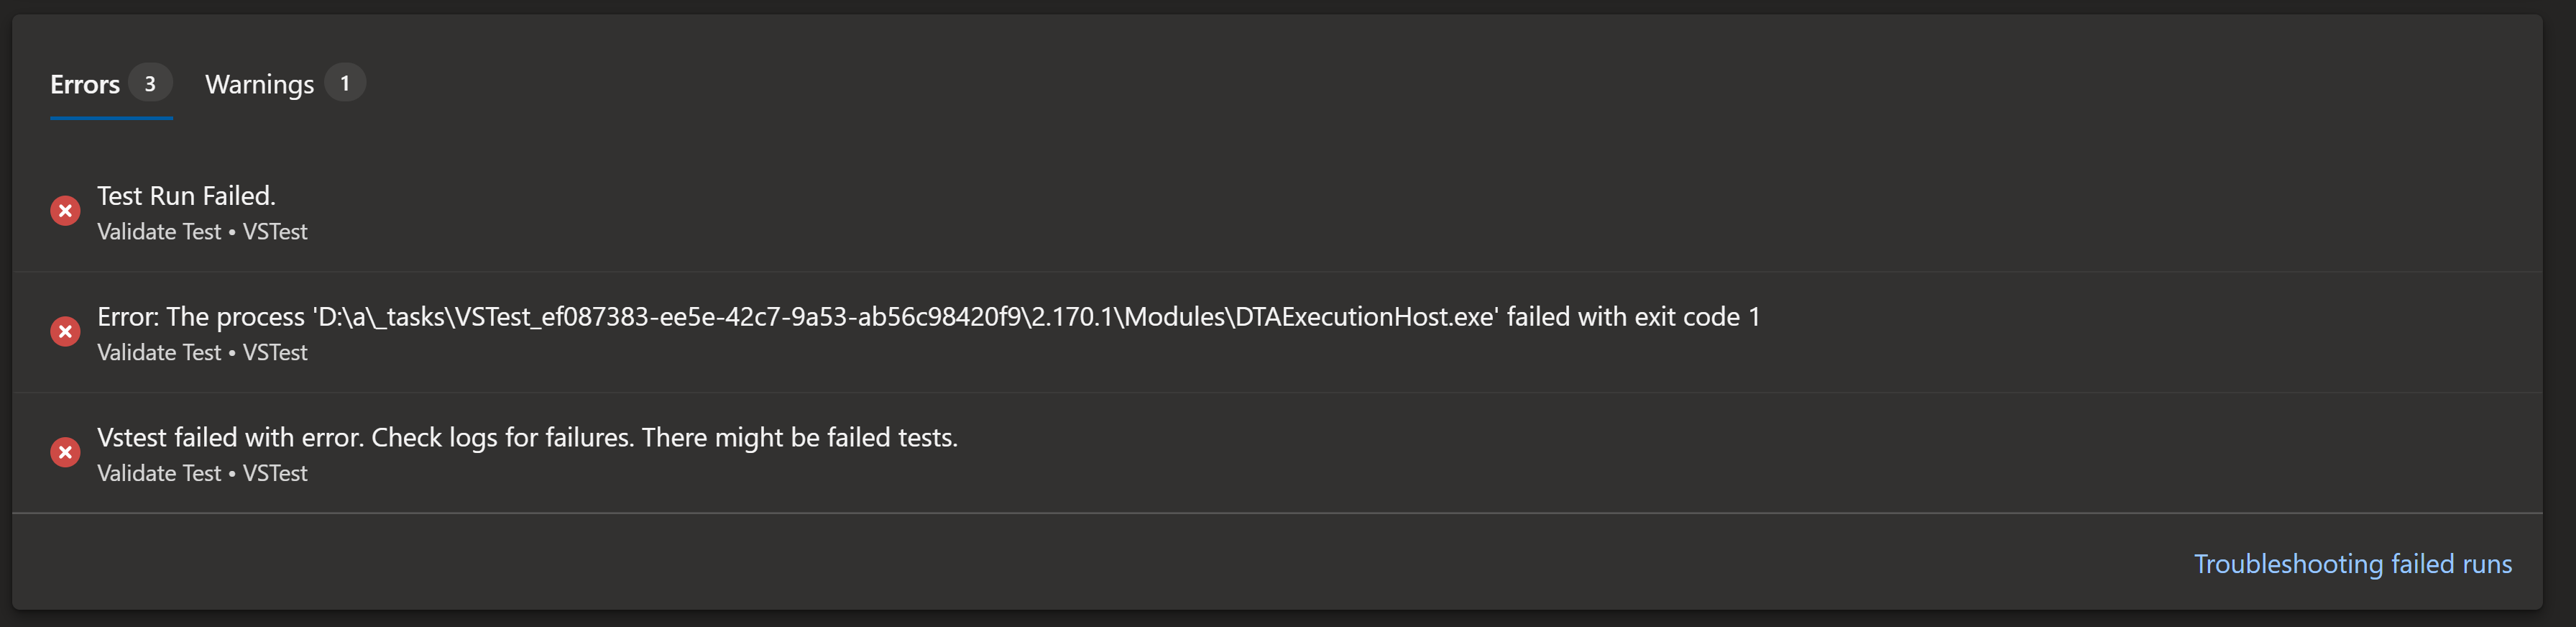 Errors 3 Warnings 1
Test Run Failed.
Validate Test • VSTest
Error: The process 'D:\a\_tasks\VSTest_ef087383-ee5e-42c7-9a53-ab56c98420f9\2.170.1\Modules\DTAExecutionHost.exe' failed with exit code 1
Validate Test • VSTest
Vstest failed with error. Check logs for failures. There might be failed tests.
Validate Test • VSTest
Troubleshooting failed runs